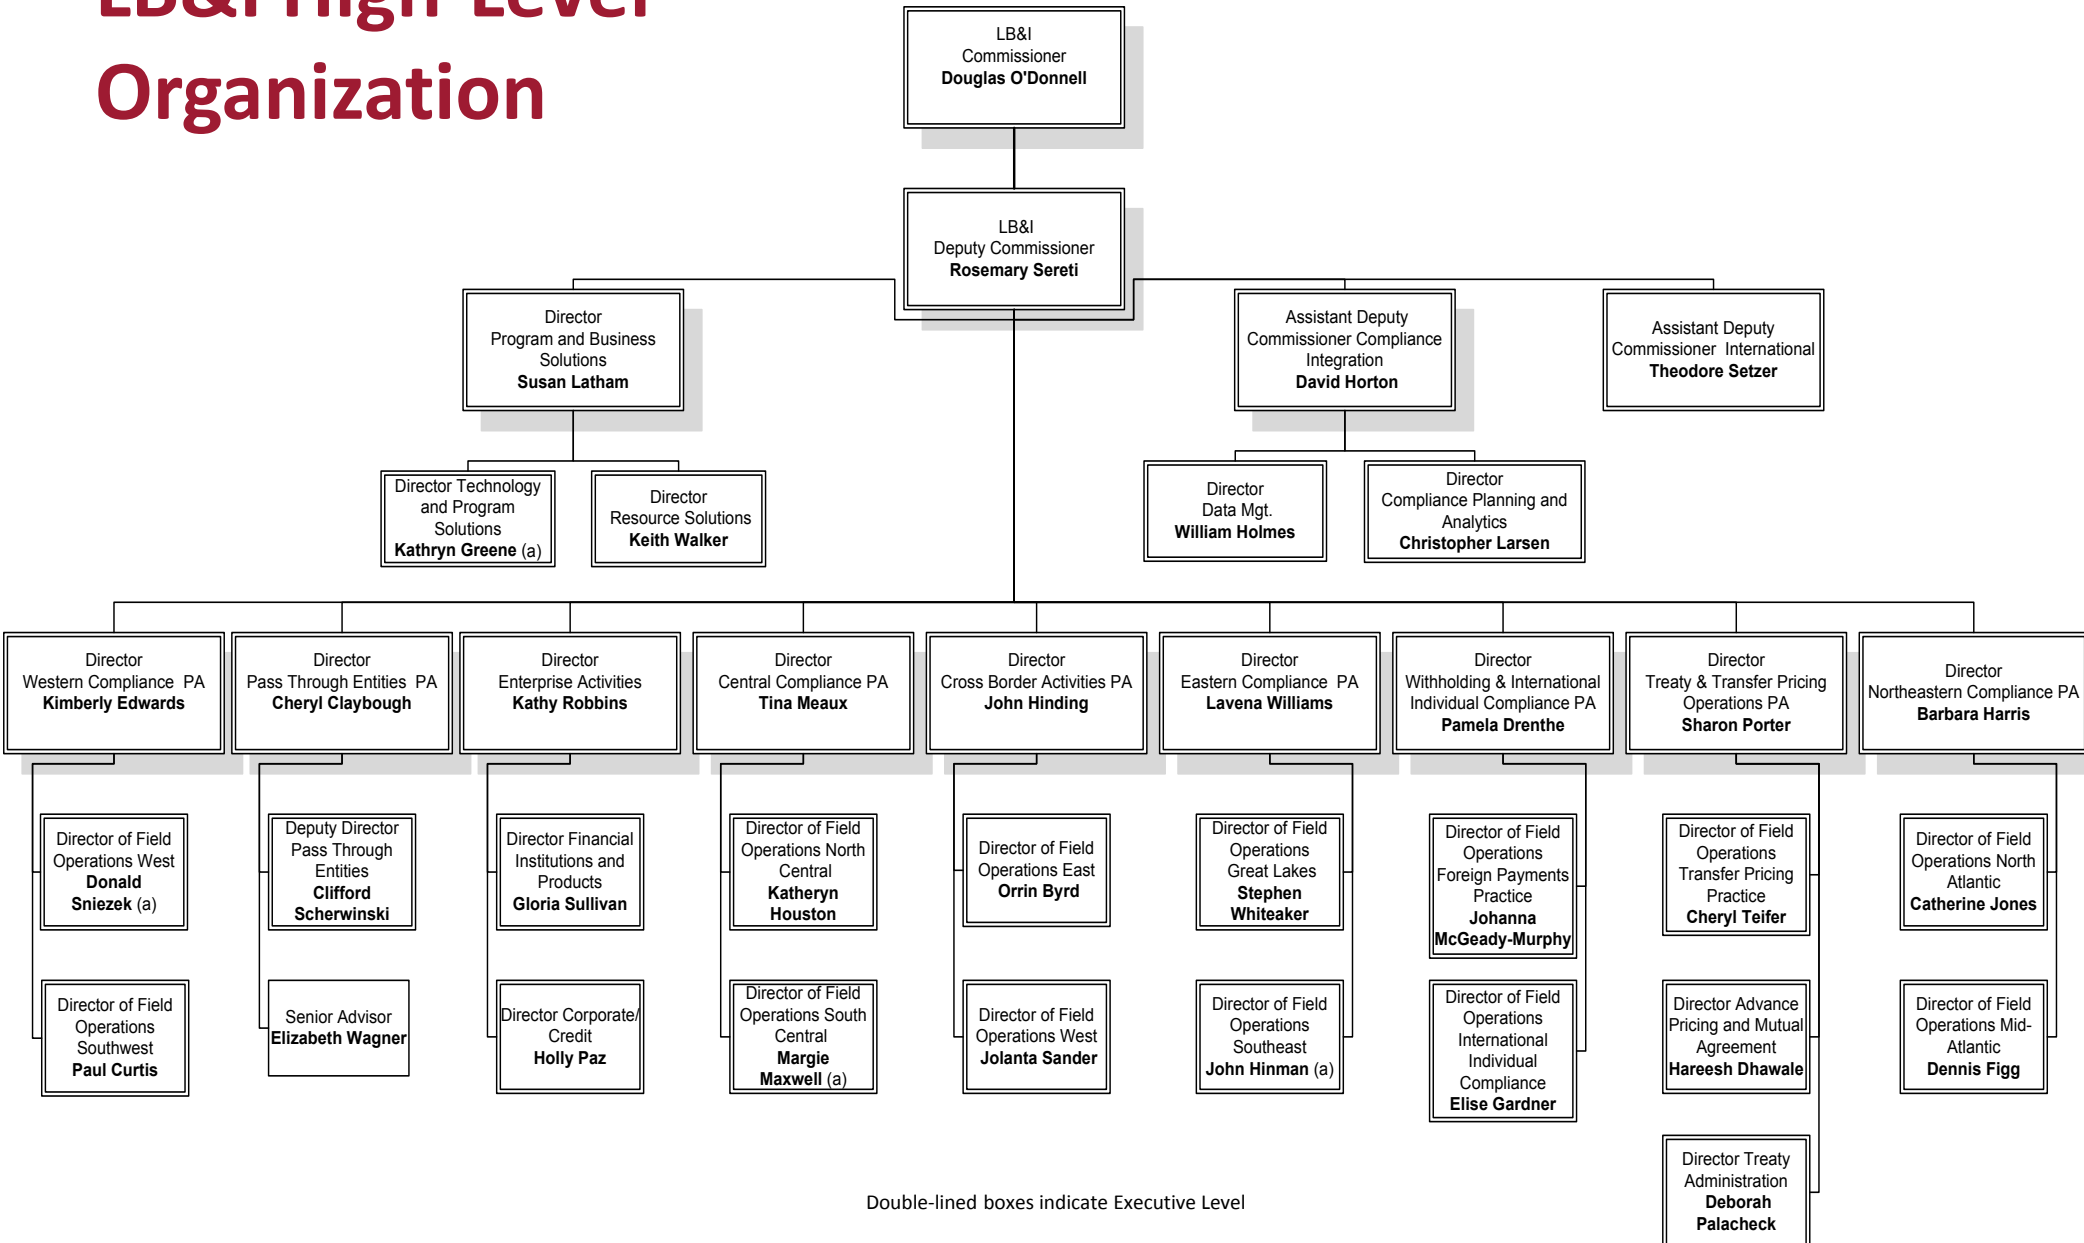 LB&I High-Level
Organization
LB&I
Commissioner
Douglas O'Donnell
LB&I
Deputy Commissioner
Rosemary Sereti
Director
Program and Business
Solutions
Susan Latham
Assistant Deputy
Commissioner Compliance
Integration
David Horton
Assistant Deputy
Commissioner International
Theodore Setzer
Director Technology
and Program
Solutions
Kathryn Greene (a)
Director
Resource Solutions
Keith Walker
Director
Data Mgt.
William Holmes
Director
Compliance Planning and
Analytics
Christopher Larsen
Director
Western Compliance PA
Kimberly Edwards
Director
Pass Through Entities PA
Cheryl Claybough
Director
Enterprise Activities
Kathy Robbins
Director
Central Compliance PA
Tina Meaux
Director
Cross Border Activities PA
John Hinding
Director
Eastern Compliance PA
Lavena Williams
Director
Withholding & International
Individual Compliance PA
Pamela Drenthe
Director
Treaty & Transfer Pricing
Operations PA
Sharon Porter
Director
Northeastern Compliance PA
Barbara Harris
Director of Field
Operations West
Donald
Sniezek (a)
Deputy Director
Pass Through
Entities
Clifford
Scherwinski
Director Financial
Institutions and
Products
Gloria Sullivan
Director of Field
Operations North
Central
Katheryn
Houston
Director of Field
Operations East
Orrin Byrd
Director of Field
Operations
Great Lakes
Stephen
Whiteaker
Director of Field
Operations
Foreign Payments
Practice
Johanna
McGeady-Murphy
Director of Field
Operations
Transfer Pricing
Practice
Cheryl Teifer
Director of Field
Operations North
Atlantic
Catherine Jones
Director of Field
Operations
Southwest
Paul Curtis
Senior Advisor
Elizabeth Wagner
Director Corporate/
Credit
Holly Paz
Director of Field
Operations South
Central
Margie
Maxwell (a)
Director of Field
Operations West
Jolanta Sander
Director of Field
Operations
Southeast
John Hinman (a)
Director of Field
Operations
International
Individual
Compliance
Elise Gardner
Director Advance
Pricing and Mutual
Agreement
Hareesh Dhawale
Director of Field
Operations Mid-
Atlantic
Dennis Figg
Director Treaty
Administration
Deborah
Palacheck
Double-lined boxes indicate Executive Level